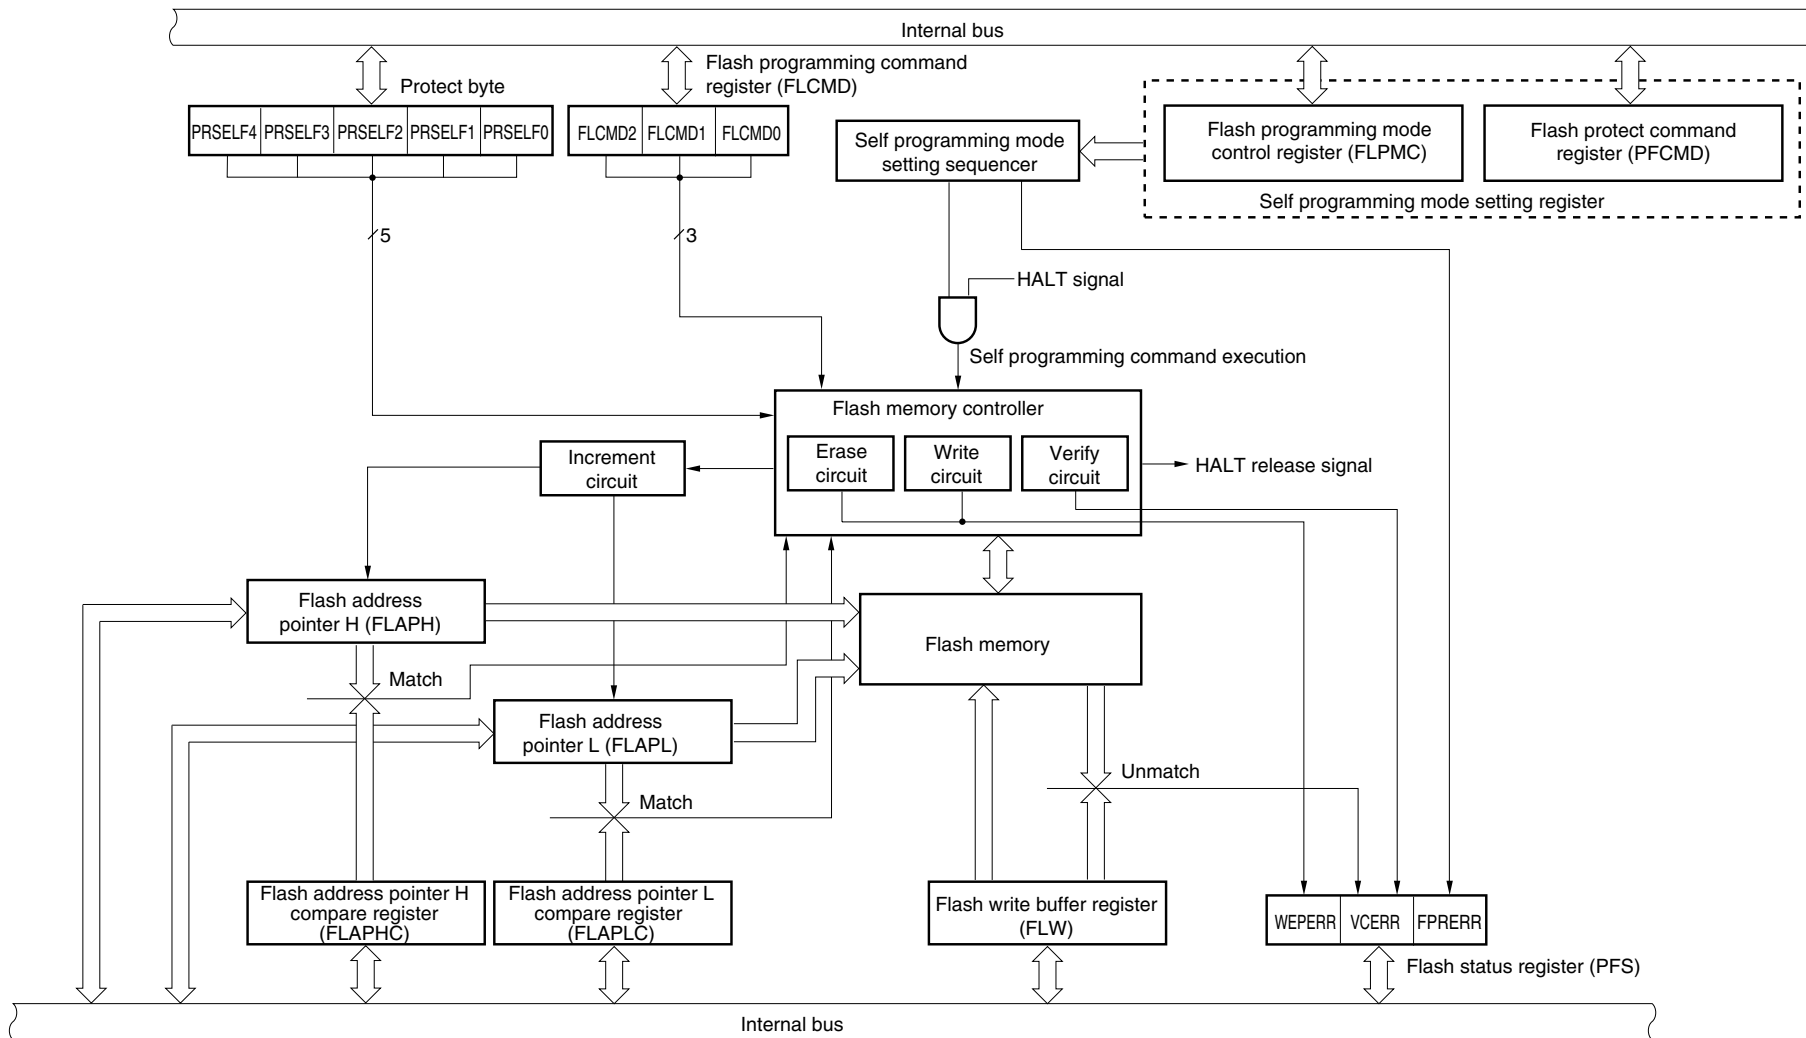 Internal bus
Protect byte
Flash programming command
register (FLCMD)
PRSELF4 PRSELF3 PRSELF2 PRSELF1 PRSELF0
FLCMD2 FLCMD1 FLCMD0
Self programming mode
setting sequencer
Flash programming mode
control register (FLPMC)
Flash protect command
register (PFCMD)
Self programming mode setting register
5
3
HALT signal
Self programming command execution
Flash memory controller
Increment
circuit
Erase
circuit
Write
circuit
Verify
circuit
HALT release signal
Flash address
pointer H (FLAPH)
Flash memory
Match
Flash address
pointer L (FLAPL)
Match
Unmatch
Flash address pointer H
compare register
(FLAPHC)
Flash address pointer L
compare register
(FLAPLC)
Flash write buffer register
(FLW)
WEPERR VCERR FPRERR
Flash status register (PFS)
Internal bus